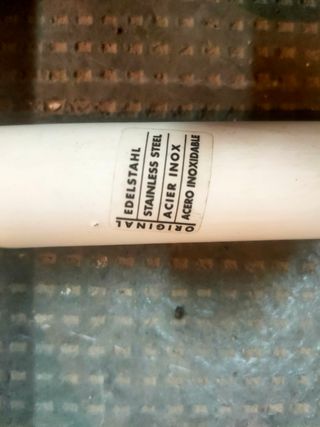 ORIGINAL
EDELSTAHL
STAINLESS STEEL
ACIER INOX
ACERO INOXIDABLE